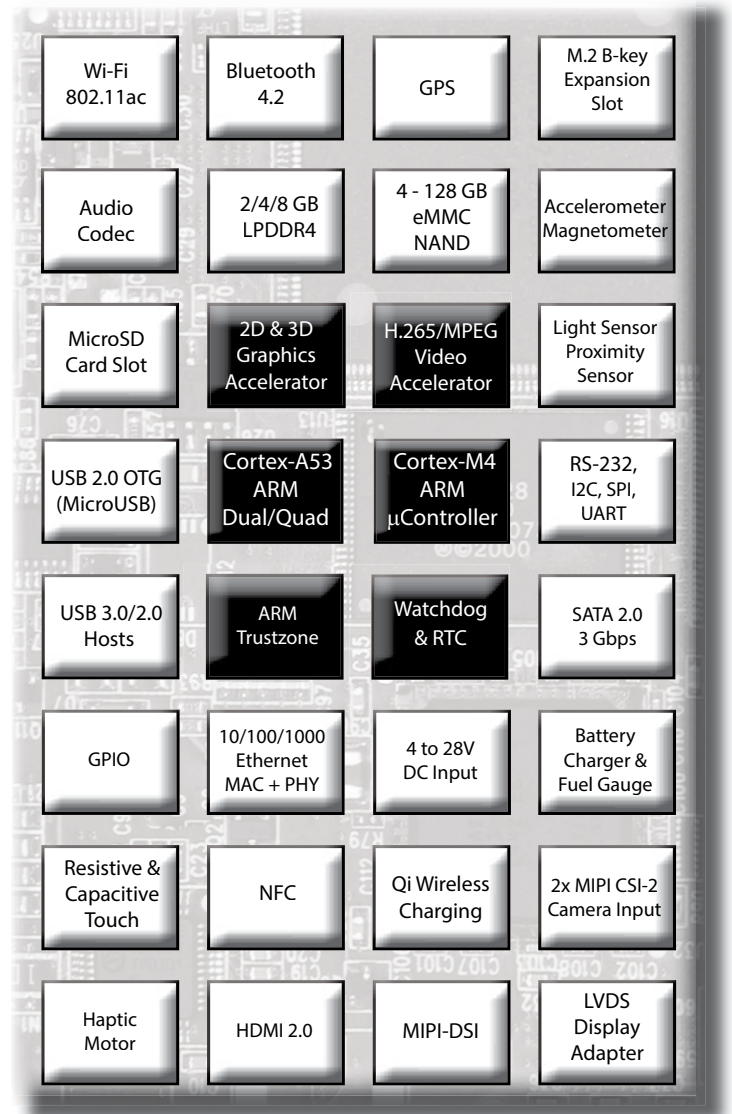 Wi-Fi
802.11ac
Bluetooth
4.2
GPS
M.2 B-key
Expansion
Slot
Audio
Codec
2/4/8 GB
LPDDR4
4 - 128 GB
eMMC
NAND
Accelerometer
Magnetometer
MicroSD
Card Slot
2D & 3D
Graphics
Accelerator
H.265/MPEG
Video
Accelerator
Light Sensor
Proximity
Sensor
USB 2.0 OTG
(MicroUSB)
Cortex-A53
ARM
Dual/Quad
Cortex-M4
ARM
μController
RS-232,
I2C, SPI,
UART
USB 3.0/2.0
Hosts
ARM
Trustzone
Watchdog
& RTC
SATA 2.0
3 Gbps
GPIO
10/100/1000
Ethernet
MAC + PHY
4 to 28V
DC Input
Battery
Charger &
Fuel Gauge
Resistive &
Capacitive
Touch
NFC
Qi Wireless
Charging
2x MIPI CSI-2
Camera Input
Haptic
Motor
HDMI 2.0
MIPI-DSI
LVDS
Display
Adapter